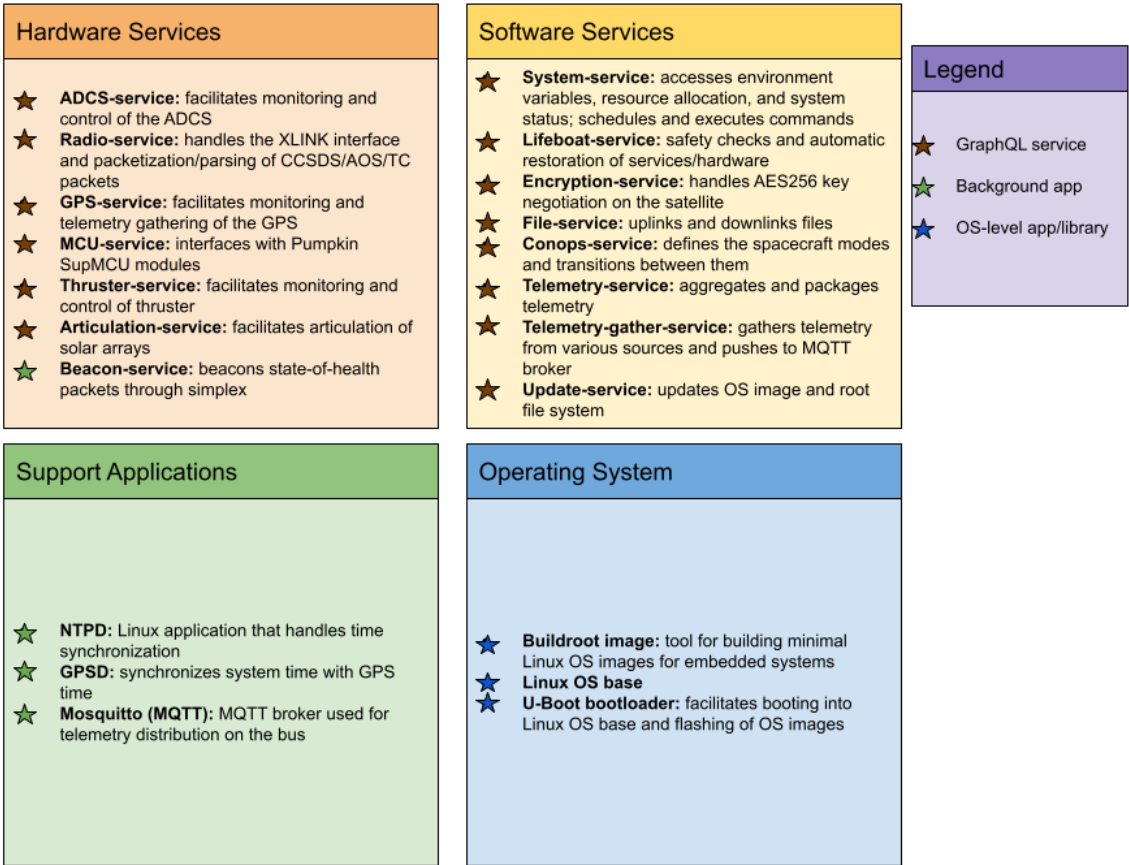 Hardware Services
ADCS-service: facilitates monitoring and
control of the ADCS
Radio-service: handles the XLINK interface
and packetization/parsing of CCSDS/AOS/TC
packets
GPS-service: facilitates monitoring and
telemetry gathering of the GPS
MCU-service: interfaces with Pumpkin
SupMCU modules
Thruster-service: facilitates monitoring and
control of thruster
Articulation-service: facilitates articulation of
solar arrays
Beacon-service: beacons state-of-health
packets through simplex
Software Services
System-service: accesses environment
variables, resource allocation, and system
status; schedules and executes commands
Lifeboat-service: safety checks and automatic
restoration of services/hardware
Encryption-service: handles AES256 key
negotiation on the satellite
File-service: uplinks and downlinks files
Conops-service: defines the spacecraft modes
and transitions between them
Telemetry-service: aggregates and packages
telemetry
Telemetry-gather-service: gathers telemetry
from various sources and pushes to MQTT
broker
Update-service: updates OS image and root
file system
Legend
GraphQL service
Background app
OS-level app/library
Support Applications
NTPD: Linux application that handles time
synchronization
GPSD: synchronizes system time with GPS
time
Mosquitto (MQTT): MQTT broker used for
telemetry distribution on the bus
Operating System
Buildroot image: tool for building minimal
Linux OS images for embedded systems
Linux OS base
U-Boot bootloader: facilitates booting into
Linux OS base and flashing of OS images